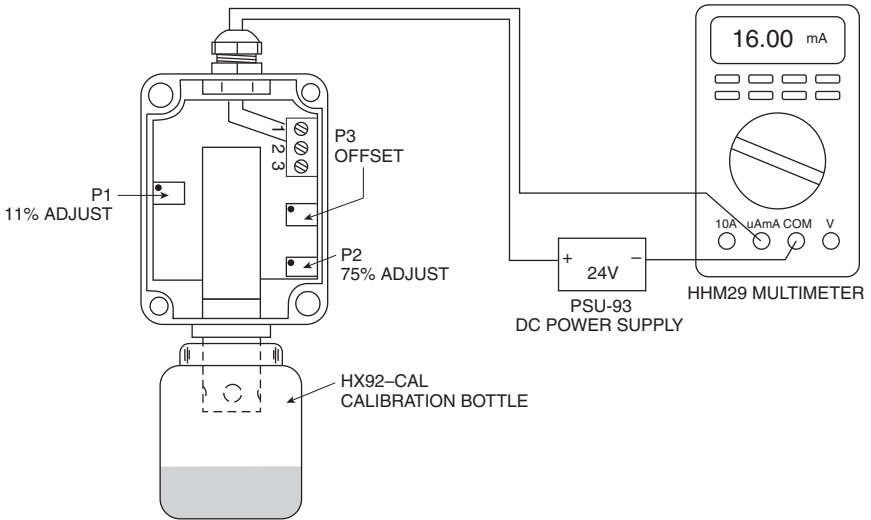 16.00 mA
1
2
3
P3
OFFSET
P1
11% ADJUST
P2
75% ADJUST
10A uAmA COM V
+ −
24V
PSU-93
DC POWER SUPPLY
HHM29 MULTIMETER
HX92–CAL
CALIBRATION BOTTLE